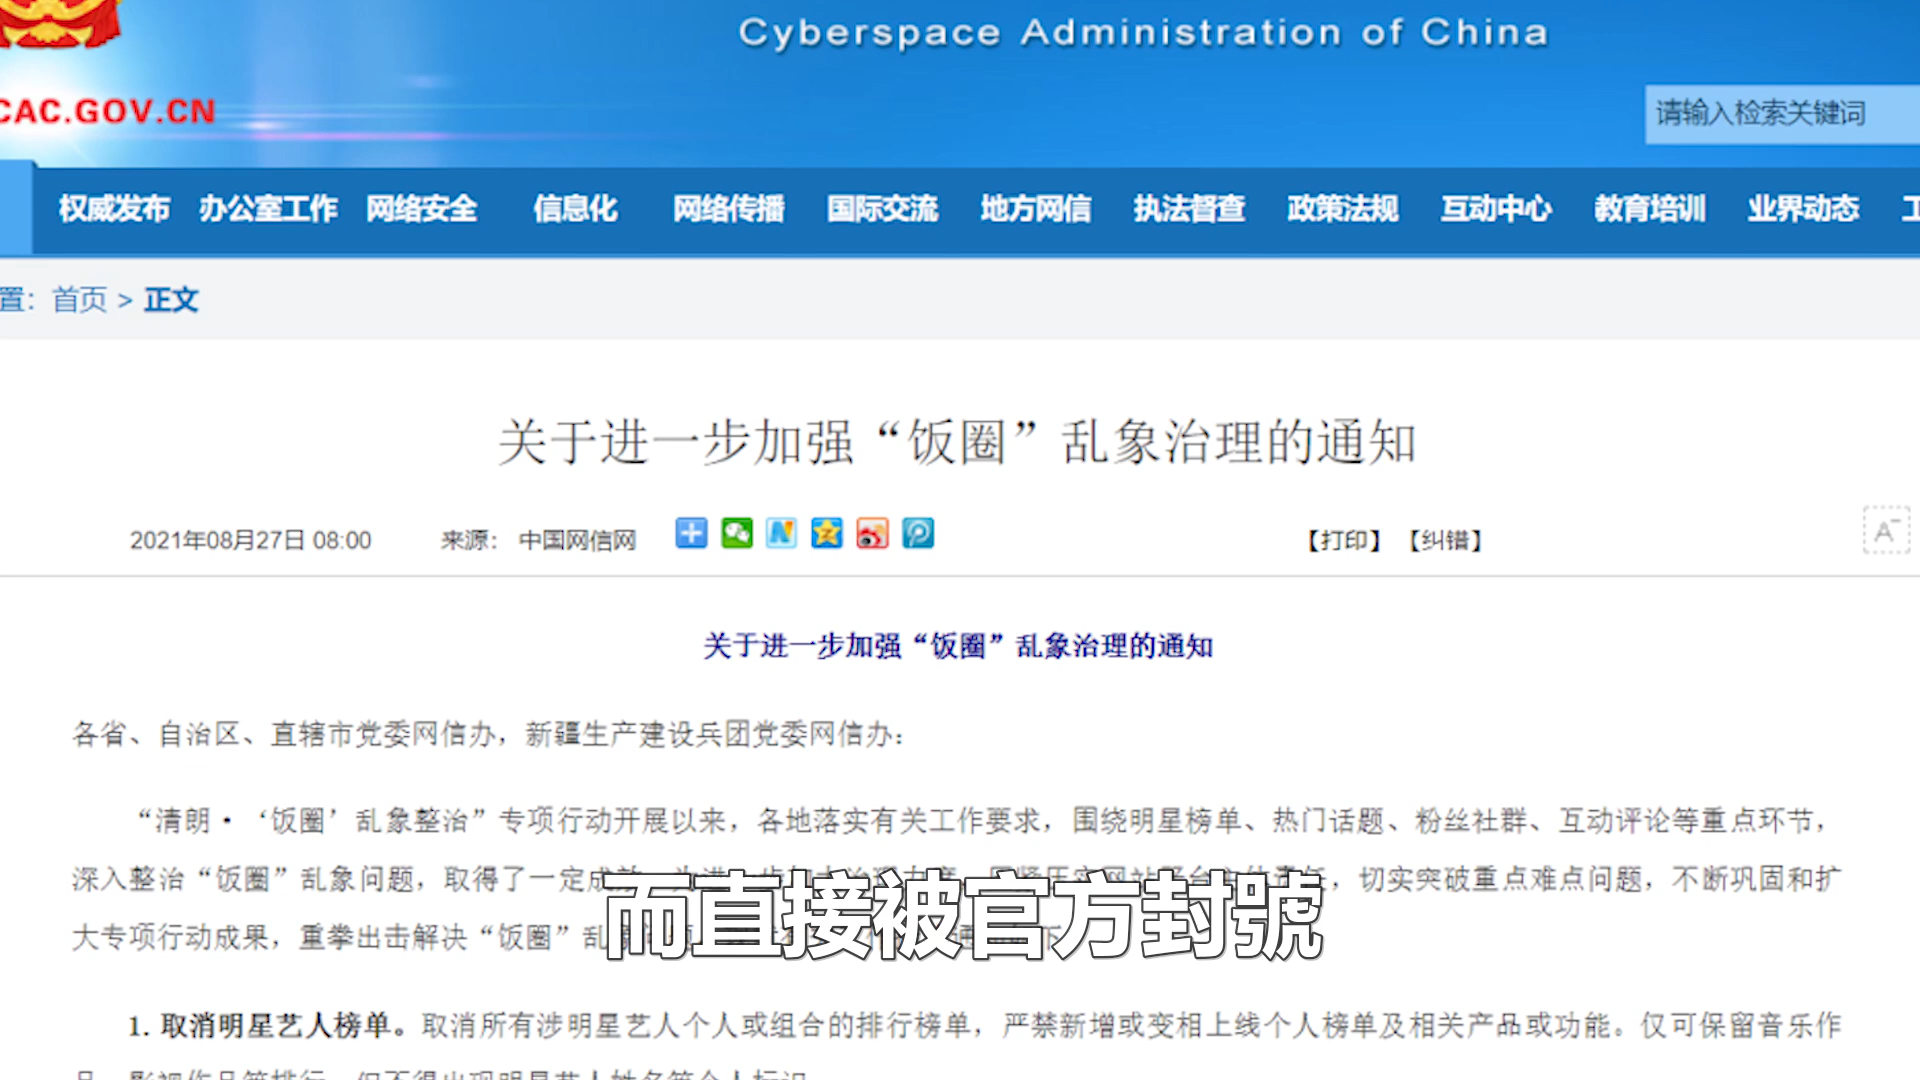 Cyberspace Administration of China
CAC.GOV.CN
请输入检索关键词
权威发布 办公室工作 网络安全 信息化 网络传播 国际交流 地方网信 执法督查 政策法规 互动中心 教育培训 业界动态
置：首页 > 正文
关于进一步加强“饭圈”乱象治理的通知
2021年08月27日 08:00 来源： 中国网信网 【打印】 【纠错】 A-
关于进一步加强“饭圈”乱象治理的通知
各省、自治区、直辖市党委网信办，新疆生产建设兵团党委网信办：
“清朗·‘饭圈’乱象整治”专项行动开展以来，各地落实有关工作要求，围绕明星榜单、热门话题、粉丝社群、互动评论等重点环节，
深入整治“饭圈”乱象问题，取得了一定成 切实突破重点难点问题，不断巩固和扩
大专项行动成果，重拳出击解决“饭圈”乱
而直接被官方封號
1. 取消明星艺人榜单。取消所有涉明星艺人个人或组合的排行榜单，严禁新增或变相上线个人榜单及相关产品或功能。仅可保留音乐作